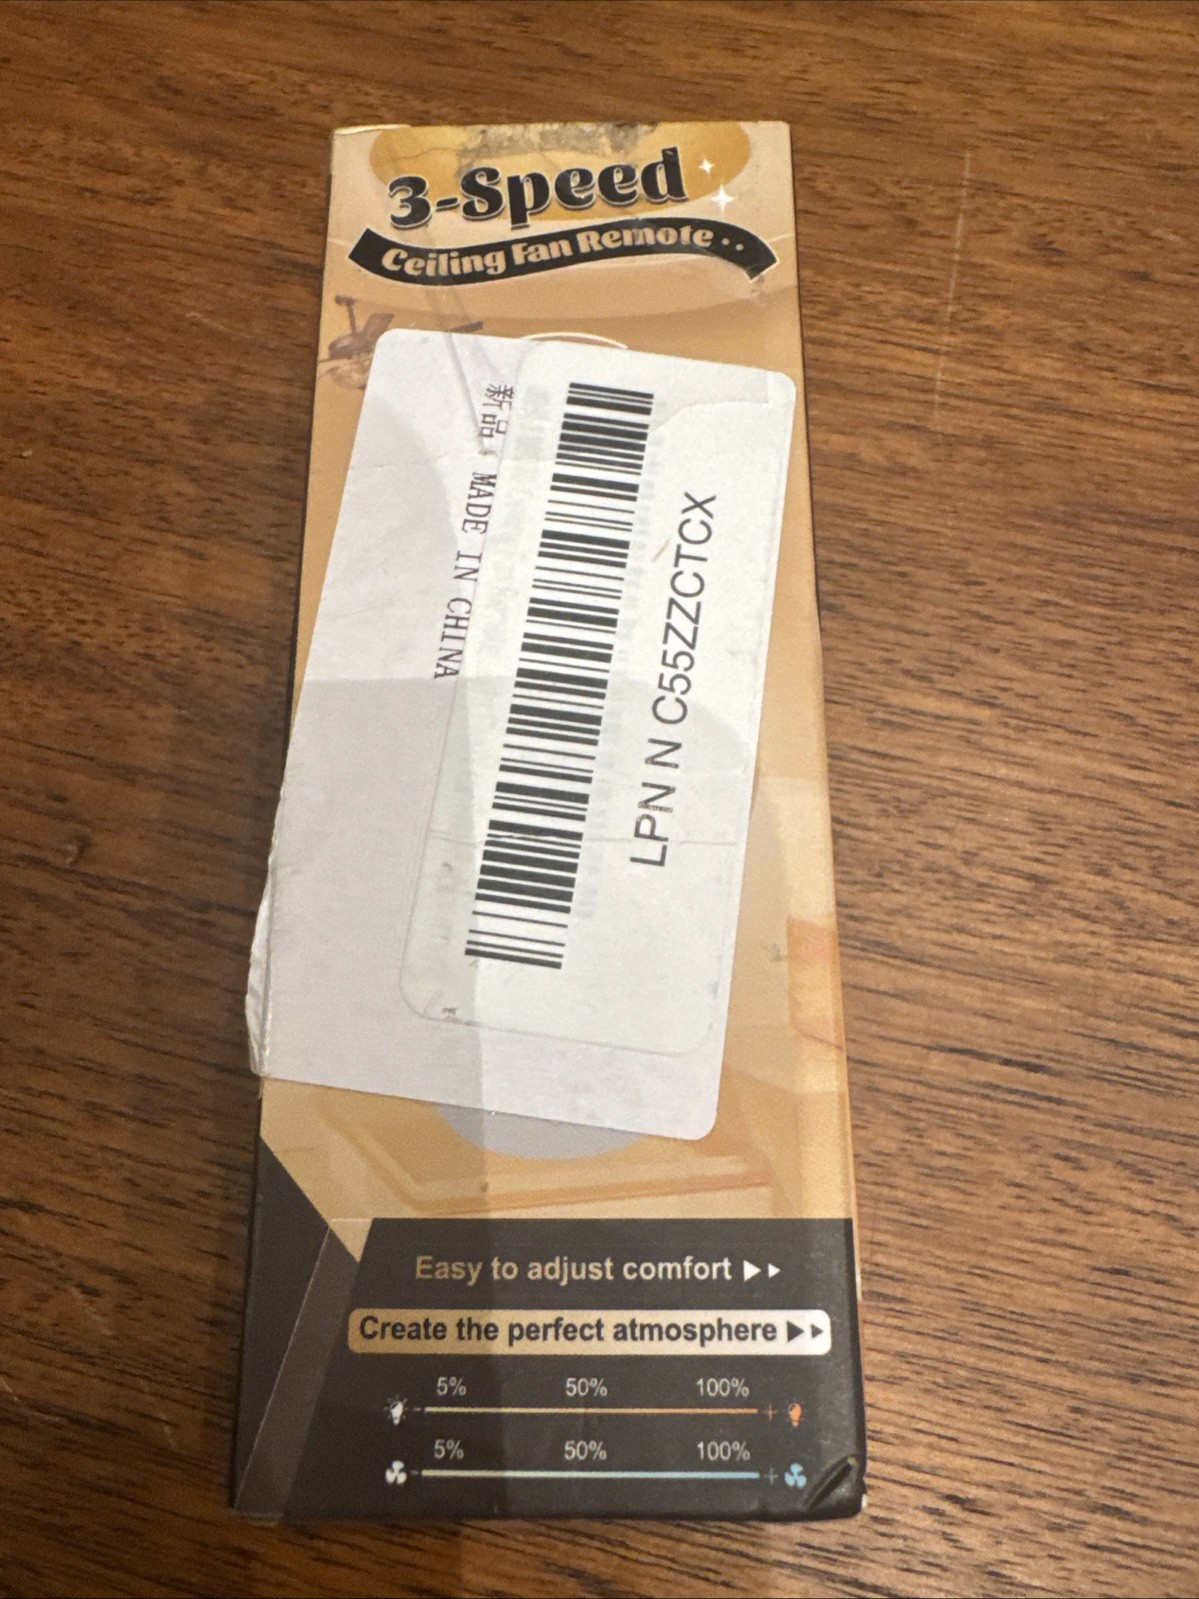 3-Speed
Ceiling Fan Remote
新品
MADE IN CHINA
LPN N C55ZZCTCX
Easy to adjust comfort
Create the perfect atmosphere
5% 50% 100%
- +
5% 50% 100%
- +